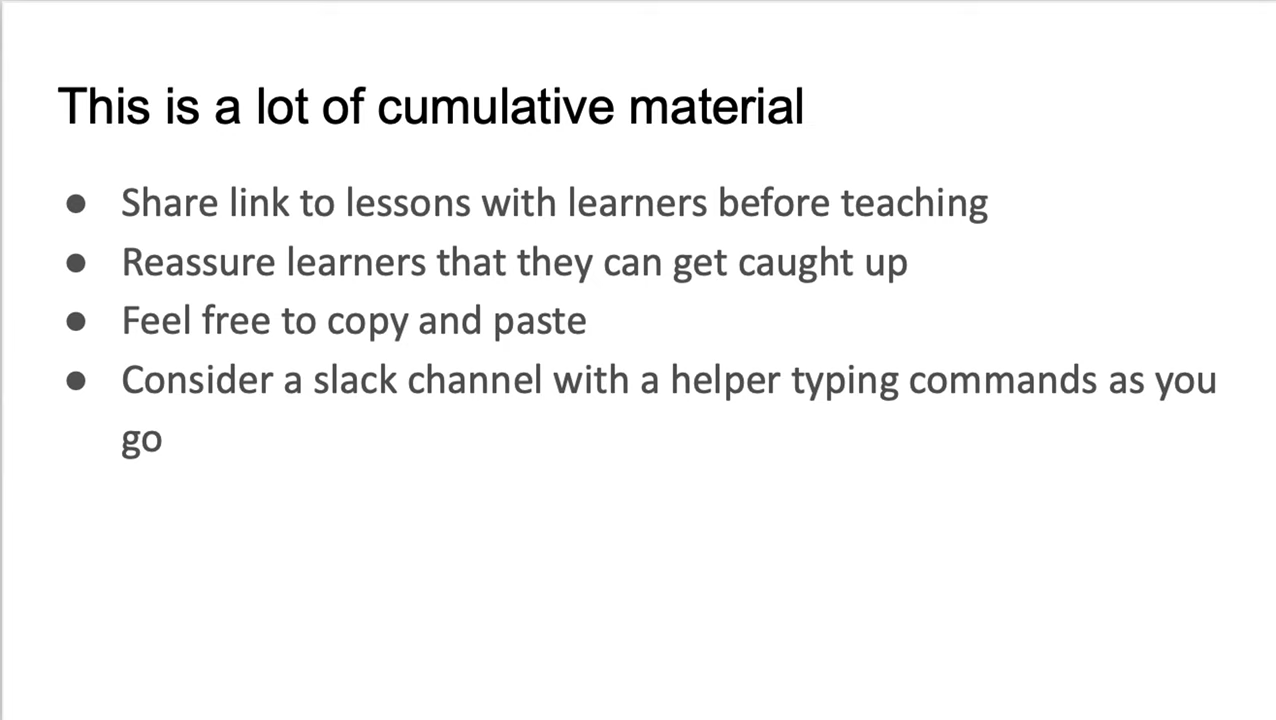 This is a lot of cumulative material
● Share link to lessons with learners before teaching
● Reassure learners that they can get caught up
● Feel free to copy and paste
● Consider a slack channel with a helper typing commands as you
go